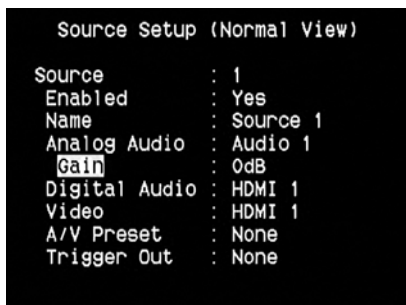 Source Setup (Normal View)
Source : 1
Enabled : Yes
Name : Source 1
Analog Audio : Audio 1
Gain : 0dB
Digital Audio : HDMI 1
Video : HDMI 1
A/V Preset : None
Trigger Out : None